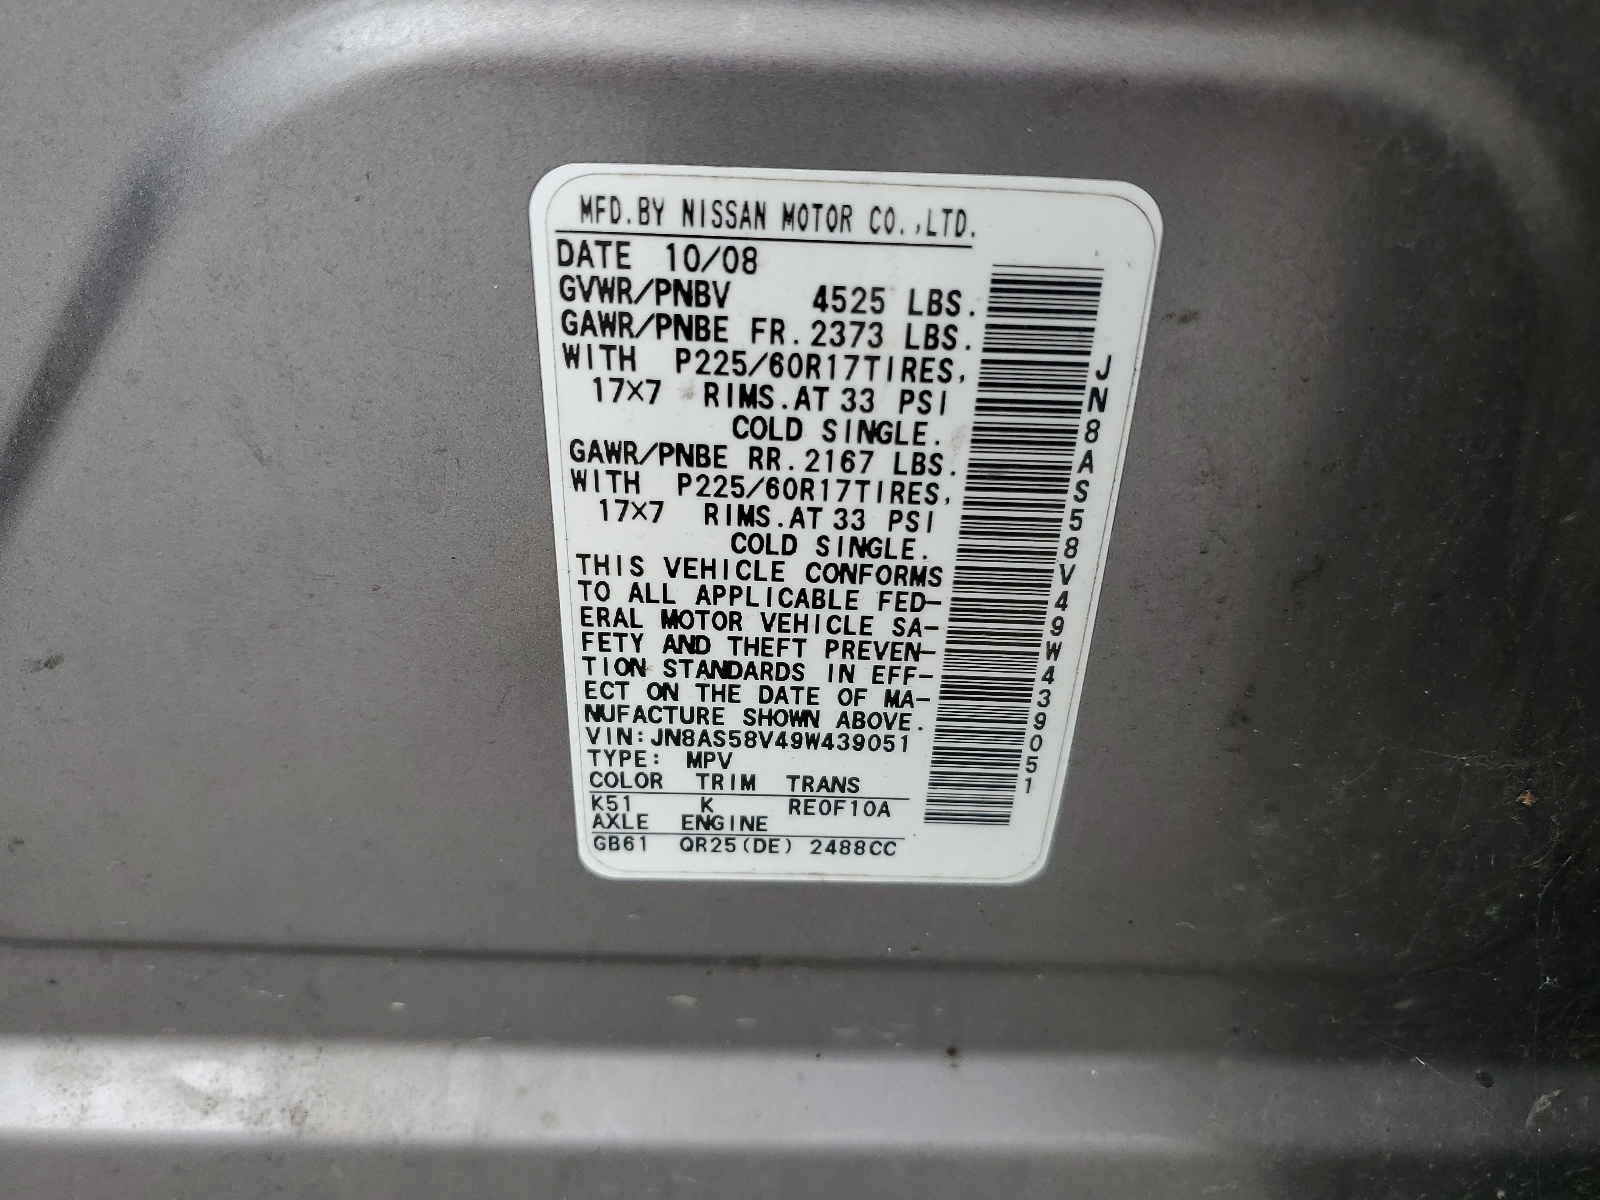 MFD.BY NISSAN MOTOR CO.,LTD.
DATE 10/08
GVWR/PNBV 4525 LBS.
GAWR/PNBE FR.2373 LBS.
WITH P225/60R17TIRES,
17×7 RIMS.AT 33 PSI
COLD SINGLE.
GAWR/PNBE RR.2167 LBS.
WITH P225/60R17TIRES,
17×7 RIMS.AT 33 PSI
COLD SINGLE.
THIS VEHICLE CONFORMS
TO ALL APPLICABLE FED-
ERAL MOTOR VEHICLE SA-
FETY AND THEFT PREVEN-
TION STANDARDS IN EFF-
ECT ON THE DATE OF MA-
NUFACTURE SHOWN ABOVE.
VIN:JN8AS58V49W439051
TYPE: MPV
COLOR TRIM TRANS
K51 K RE0F10A
AXLE ENGINE
GB61 QR25(DE) 2488CC
JN8AS58V49W439051